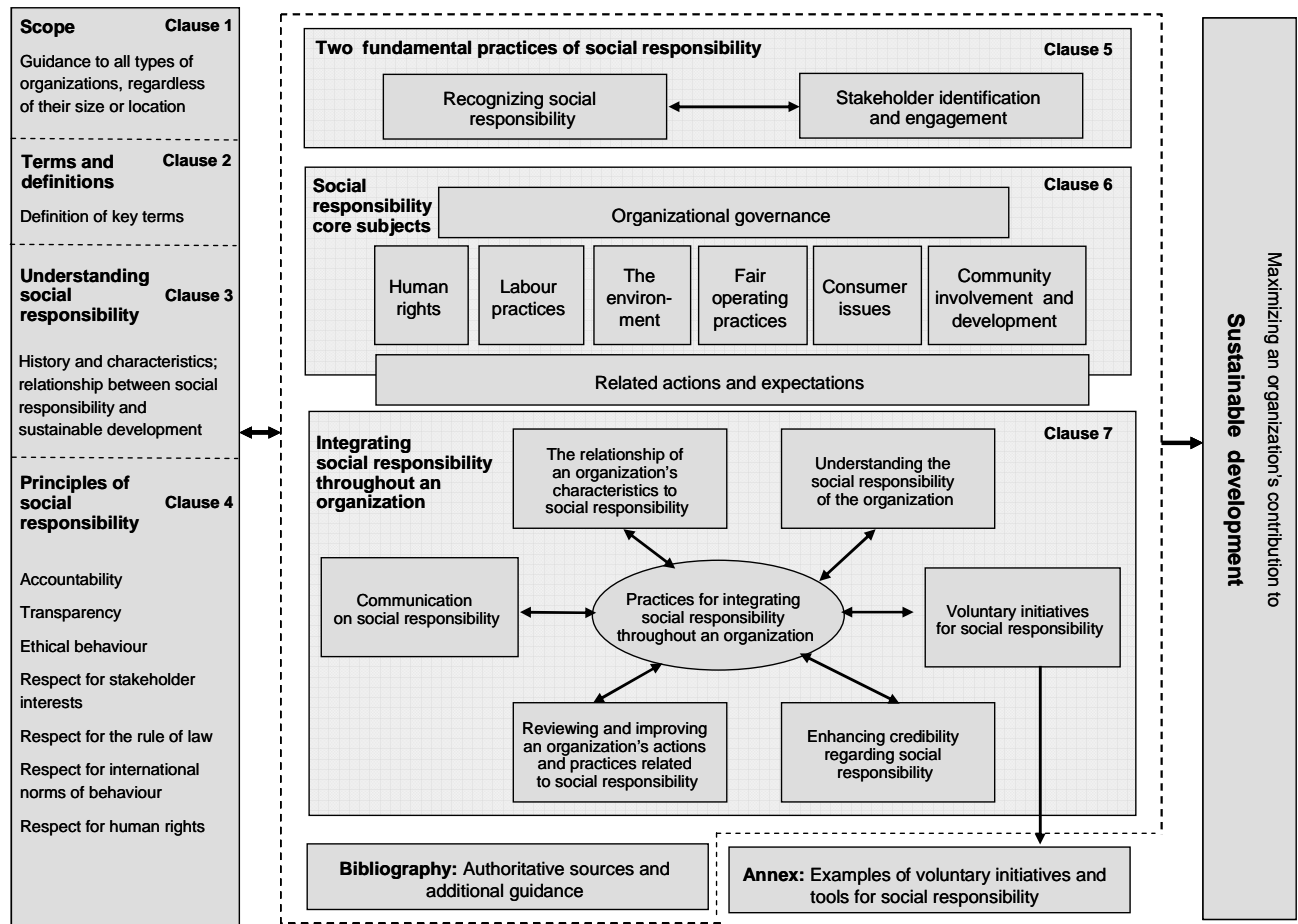 Scope Clause 1
Guidance to all types of
organizations, regardless
of their size or location
Terms and Clause 2
definitions
Definition of key terms
Understanding
social Clause 3
responsibility
History and characteristics;
relationship between social
responsibility and
sustainable development
Principles of
social Clause 4
responsibility
Accountability
Transparency
Ethical behaviour
Respect for stakeholder
interests
Respect for the rule of law
Respect for international
norms of behaviour
Respect for human rights
Two fundamental practices of social responsibility Clause 5
Recognizing social
responsibility
Stakeholder identification
and engagement
Social
responsibility
core subjects
Clause 6
Organizational governance
Human
rights
Labour
practices
The
environ-
ment
Fair
operating
practices
Consumer
issues
Community
involvement and
development
Related actions and expectations
Integrating
social responsibility
throughout an
organization
Clause 7
The relationship of
an organization's
characteristics to
social responsibility
Understanding the
social responsibility
of the organization
Communication
on social responsibility
Practices for integrating
social responsibility
throughout an organization
Voluntary initiatives
for social responsibility
Reviewing and improving
an organization's actions
and practices related
to social responsibility
Enhancing credibility
regarding social
responsibility
Bibliography: Authoritative sources and
additional guidance
Annex: Examples of voluntary initiatives and
tools for social responsibility
Maximizing an organization's contribution to
Sustainable development